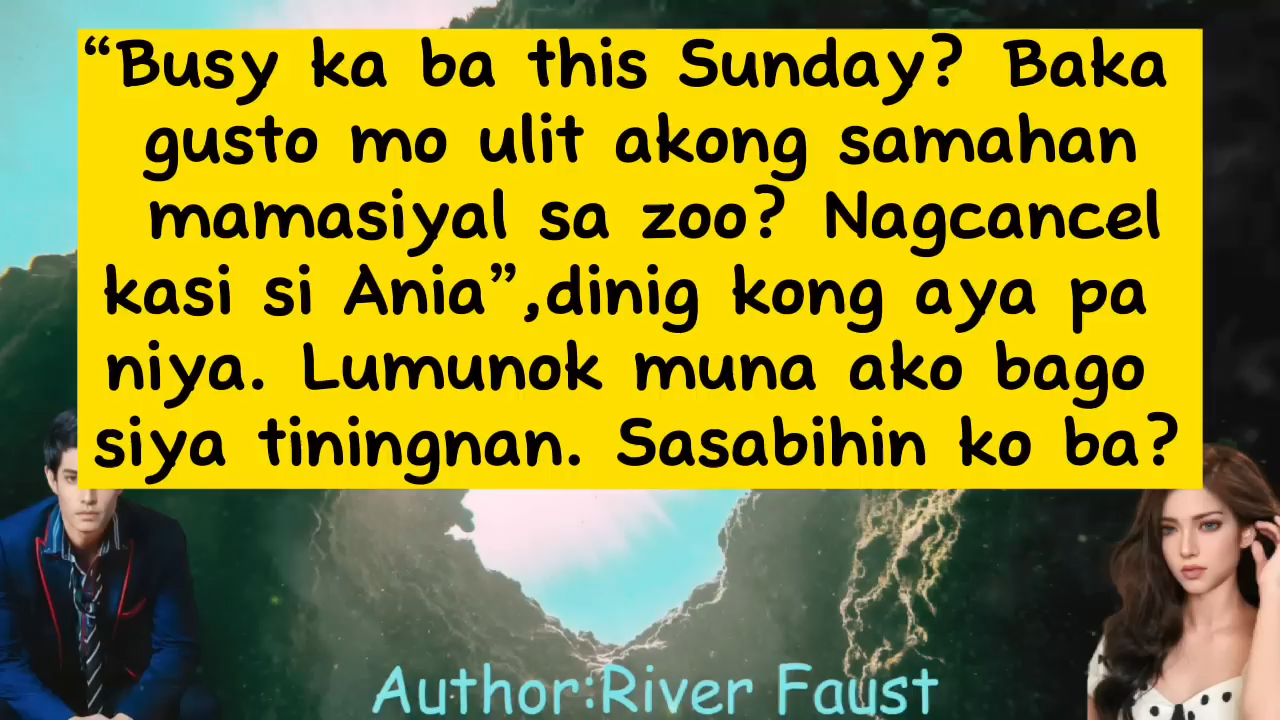 “Busy ka ba this Sunday? Baka
gusto mo ulit akong samahan
mamasiyal sa zoo? Nagcancel
kasi si Ania”,dinig kong aya pa
niya. Lumunok muna ako bago
siya tiningnan. Sasabihin ko ba?
Author:River Faust